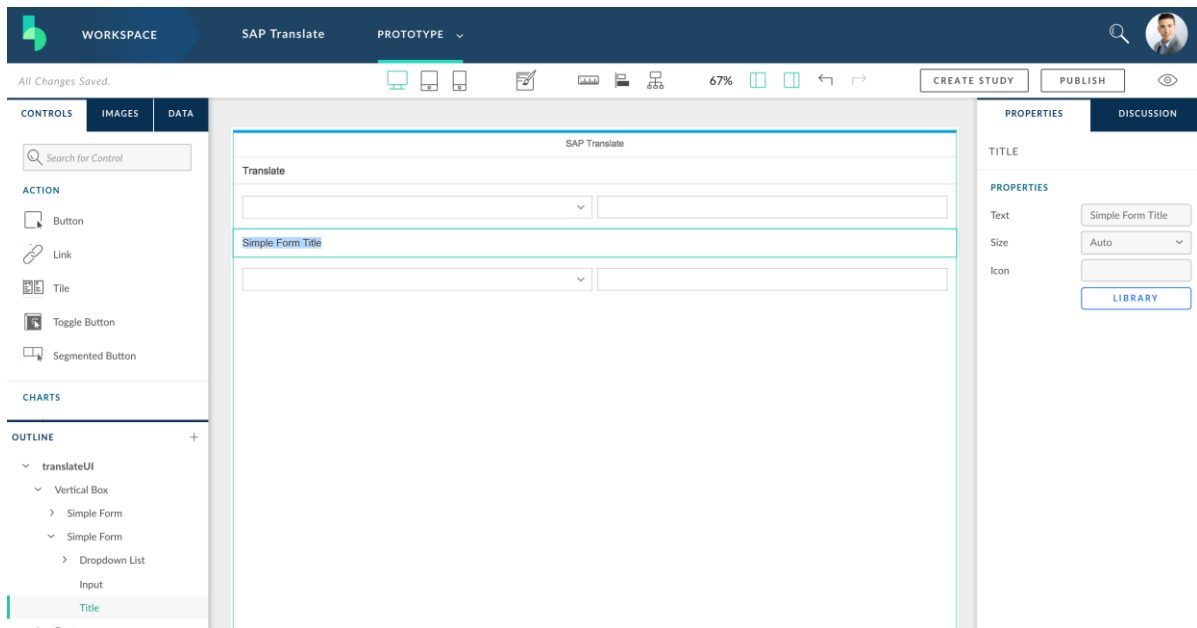 WORKSPACE SAP Translate PROTOTYPE
All Changes Saved. 67% CREATE STUDY PUBLISH
CONTROLS IMAGES DATA
Search for Control
ACTION
Button
Link
Tile
Toggle Button
Segmented Button
CHARTS
OUTLINE
translateUI
Vertical Box
Simple Form
Simple Form
Dropdown List
Input
Title
SAP Translate
Translate
Simple Form Title
PROPERTIES DISCUSSION
TITLE
PROPERTIES
Text Simple Form Title
Size Auto
Icon
LIBRARY